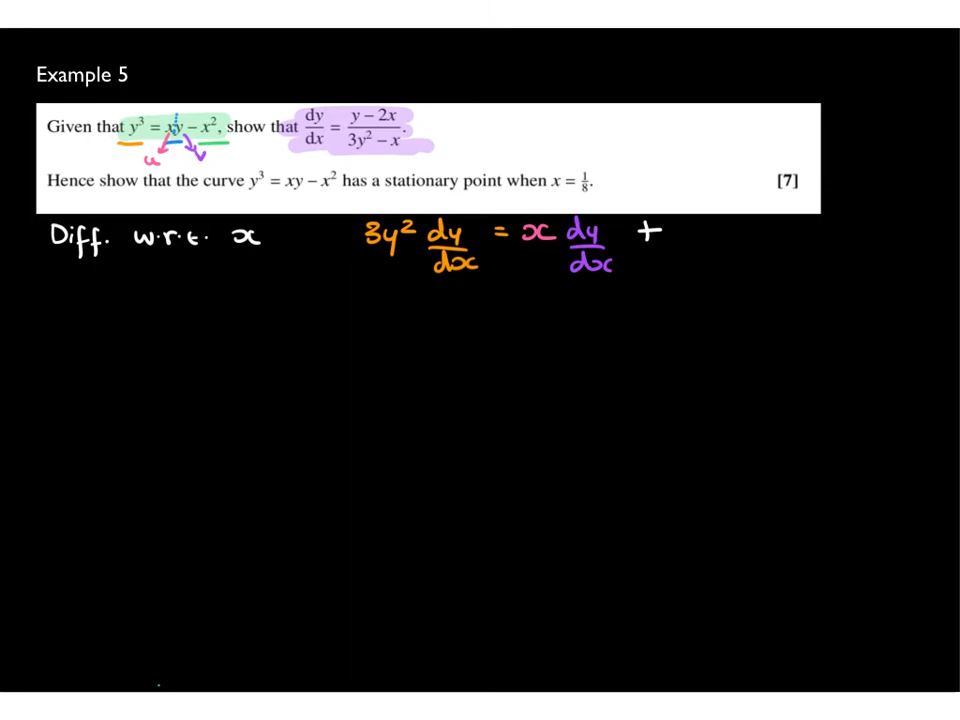 Example 5
Given that y³ = xy − x², show that dy/dx = (y − 2x)/(3y² − x).
u v
Hence show that the curve y³ = xy − x² has a stationary point when x = 1/8. [7]
Diff. w.r.t. x 3y² dy/dx = x dy/dx +